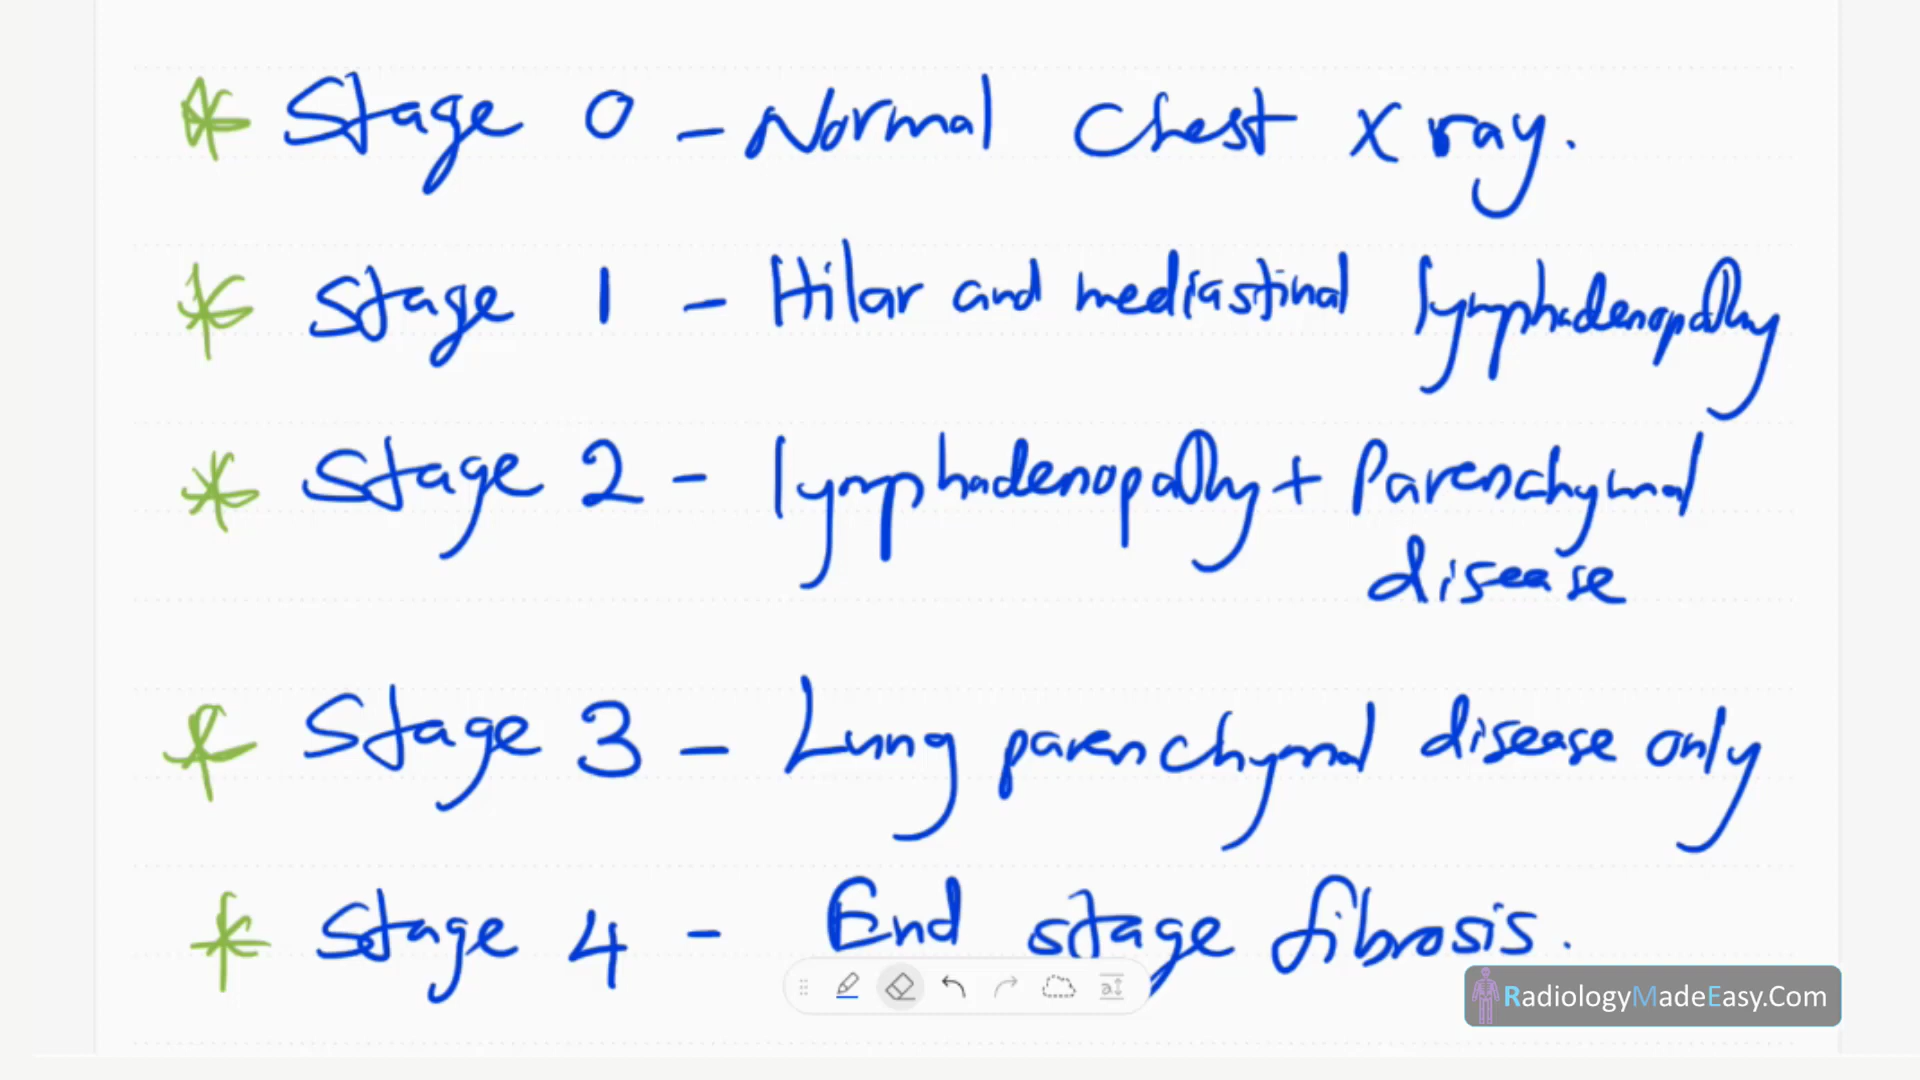 * Stage 0 - Normal Chest X ray.
* Stage 1 - Hilar and mediastinal lymphadenopathy
* Stage 2 - lymphadenopathy + Parenchymal
disease
* Stage 3 - Lung parenchymal disease only
* Stage 4 - End stage fibrosis.
RadiologyMadeEasy.Com